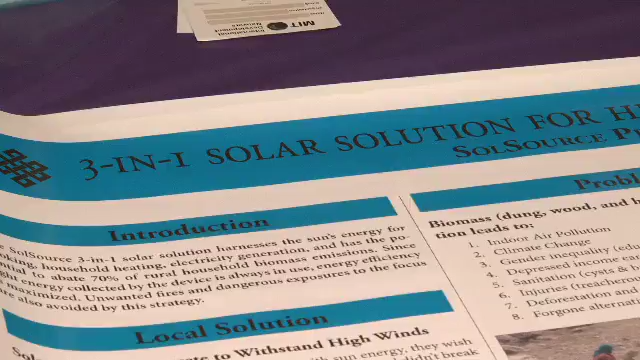 MIT
International
Development
Network
3-IN-1 SOLAR SOLUTION FOR
SOLSOURCE
Introduction
SolSource 3-in-1 solar solution harnesses the sun's energy for
household heating, electricity generation, and has the po-
to abate 70% of rural household biomass emissions. Since
energy collected by the device is always in use, energy efficiency
maximized. Unwanted fires and dangerous exposures to the focus
also avoided by this strategy.
Local Solution
to Withstand High Winds
sun energy, they wish
didn't break
Biomass (dung, wood, and
tion leads to:
1. Indoor Air Pollution
2. Climate Change
3. Gender inequality
4. Depressed income
5. Sanitation (cysts &
6. Injuries
7. Deforestation and
8. Forgone